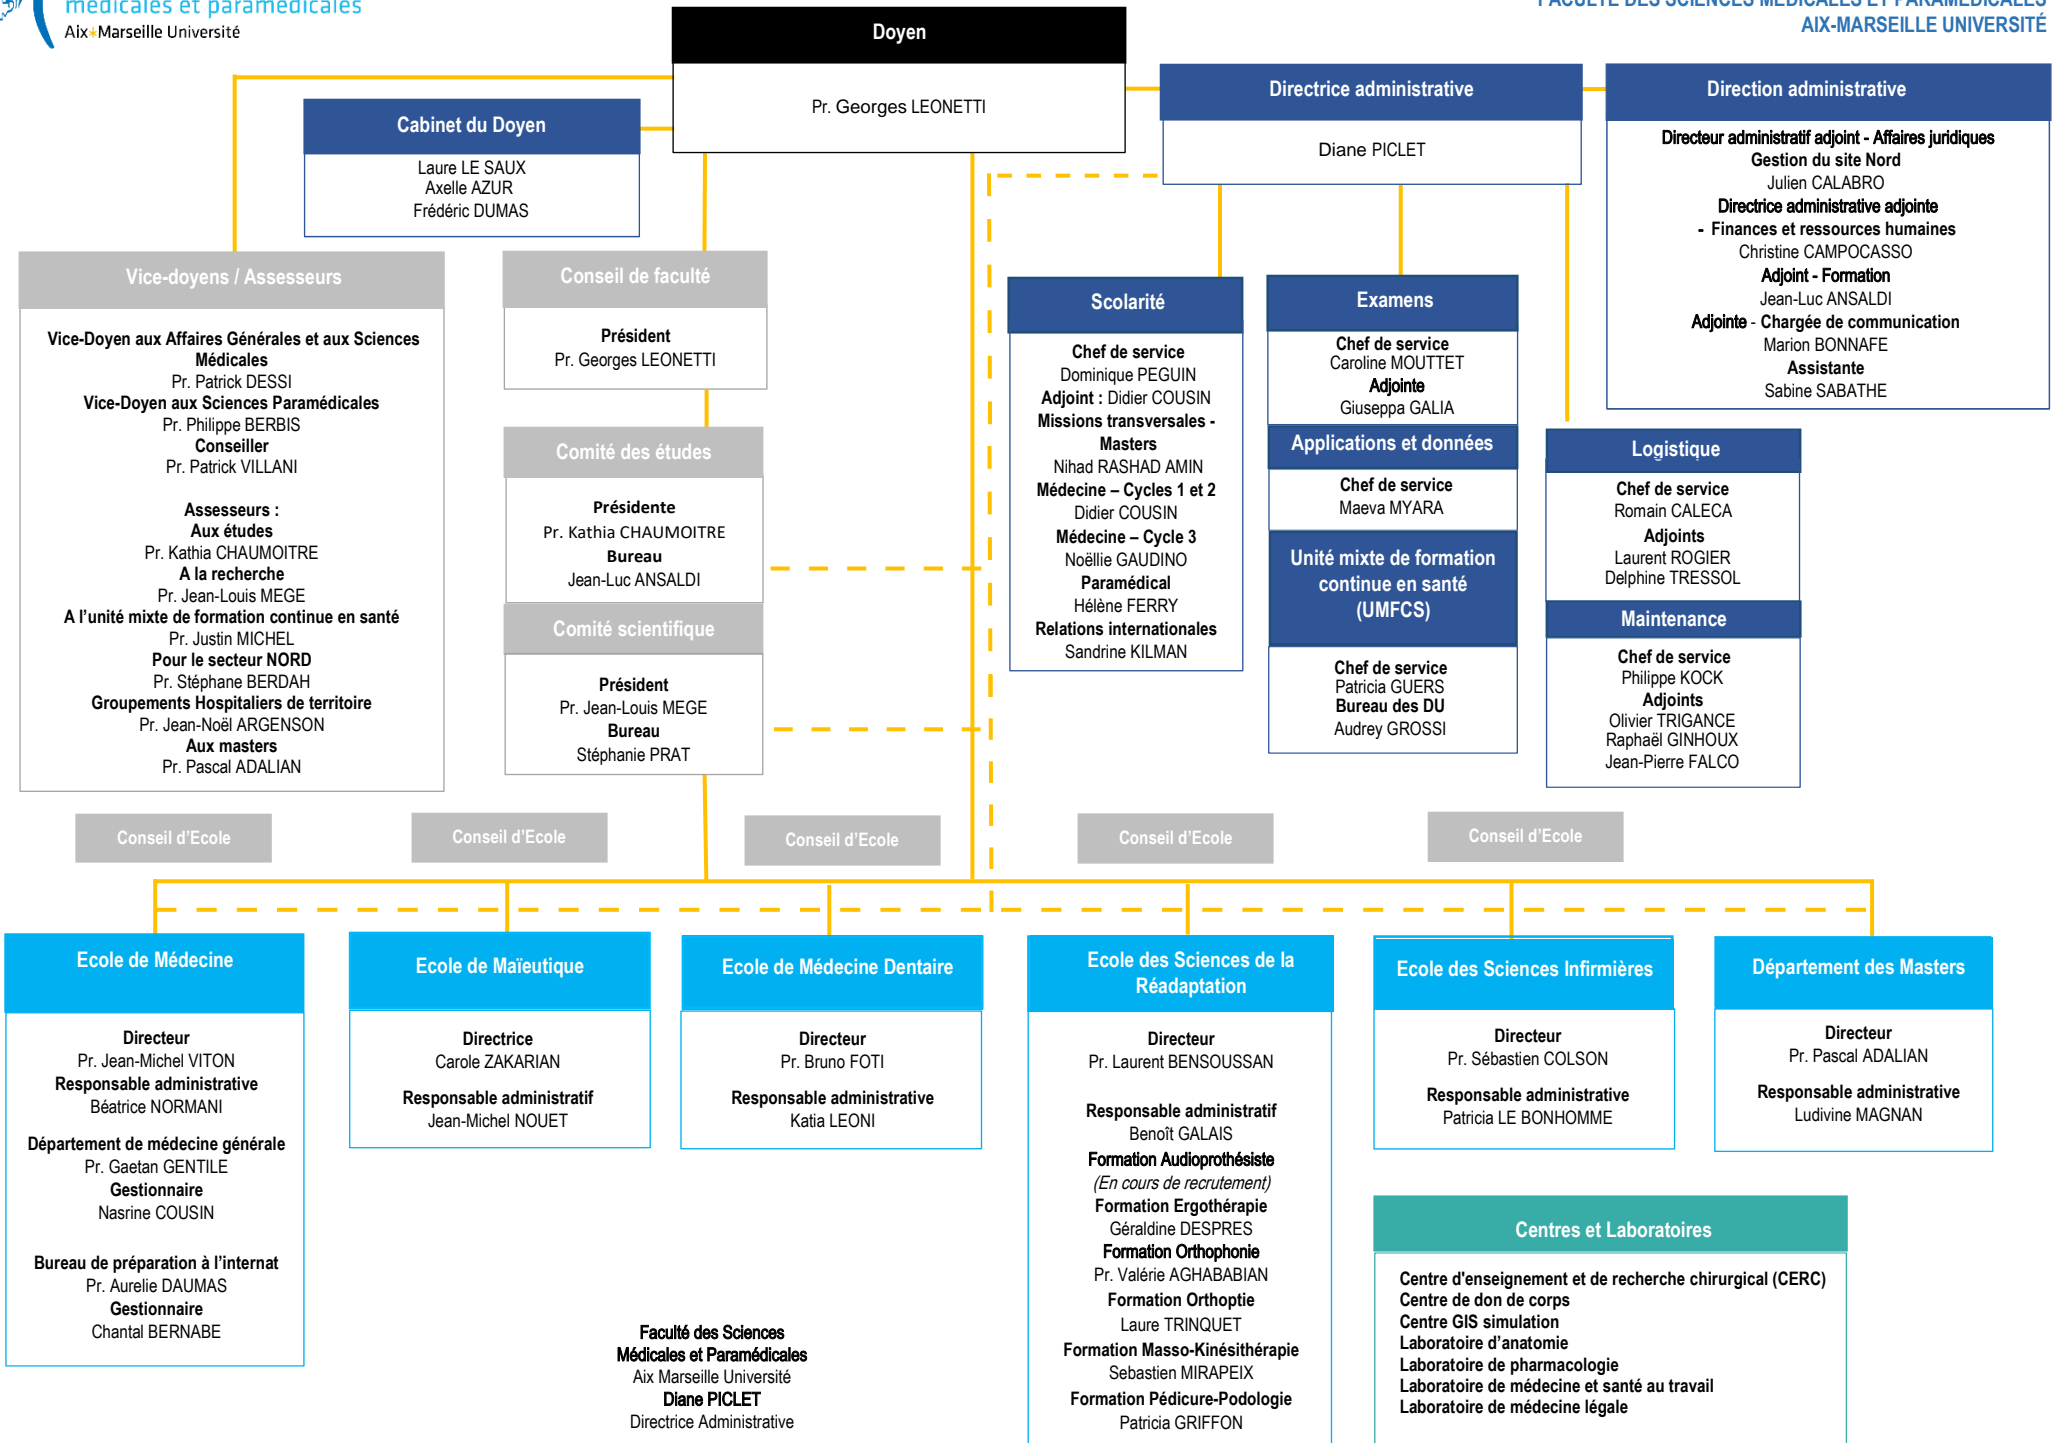 médicales et paramédicales
Aix*Marseille Université
FACULTÉ DES SCIENCES MÉDICALES ET PARAMÉDICALES
AIX-MARSEILLE UNIVERSITÉ
Doyen
Pr. Georges LEONETTI
Cabinet du Doyen
Laure LE SAUX
Axelle AZUR
Frédéric DUMAS
Directrice administrative
Diane PICLET
Direction administrative
Directeur administratif adjoint - Affaires juridiques
Gestion du site Nord
Julien CALABRO
Directrice administrative adjointe
- Finances et ressources humaines
Christine CAMPOCASSO
Adjoint - Formation
Jean-Luc ANSALDI
Adjointe - Chargée de communication
Marion BONNAFE
Assistante
Sabine SABATHE
Vice-doyens / Assesseurs
Vice-Doyen aux Affaires Générales et aux Sciences
Médicales
Pr. Patrick DESSI
Vice-Doyen aux Sciences Paramédicales
Pr. Philippe BERBIS
Conseiller
Pr. Patrick VILLANI
Assesseurs :
Aux études
Pr. Kathia CHAUMOITRE
A la recherche
Pr. Jean-Louis MEGE
A l'unité mixte de formation continue en santé
Pr. Justin MICHEL
Pour le secteur NORD
Pr. Stéphane BERDAH
Groupements Hospitaliers de territoire
Pr. Jean-Noël ARGENSON
Aux masters
Pr. Pascal ADALIAN
Conseil de faculté
Président
Pr. Georges LEONETTI
Comité des études
Présidente
Pr. Kathia CHAUMOITRE
Bureau
Jean-Luc ANSALDI
Comité scientifique
Président
Pr. Jean-Louis MEGE
Bureau
Stéphanie PRAT
Scolarité
Chef de service
Dominique PEGUIN
Adjoint : Didier COUSIN
Missions transversales -
Masters
Nihad RASHAD AMIN
Médecine – Cycles 1 et 2
Didier COUSIN
Médecine – Cycle 3
Noëllie GAUDINO
Paramédical
Hélène FERRY
Relations internationales
Sandrine KILMAN
Examens
Chef de service
Caroline MOUTTET
Adjointe
Giuseppa GALIA
Applications et données
Chef de service
Maeva MYARA
Unité mixte de formation
continue en santé
(UMFCS)
Chef de service
Patricia GUERS
Bureau des DU
Audrey GROSSI
Logistique
Chef de service
Romain CALECA
Adjoints
Laurent ROGIER
Delphine TRESSOL
Maintenance
Chef de service
Philippe KOCK
Adjoints
Olivier TRIGANCE
Raphaël GINHOUX
Jean-Pierre FALCO
Conseil d'Ecole
Conseil d'Ecole
Conseil d'Ecole
Conseil d'Ecole
Conseil d'Ecole
Ecole de Médecine
Directeur
Pr. Jean-Michel VITON
Responsable administrative
Béatrice NORMANI
Département de médecine générale
Pr. Gaetan GENTILE
Gestionnaire
Nasrine COUSIN
Bureau de préparation à l'internat
Pr. Aurelie DAUMAS
Gestionnaire
Chantal BERNABE
Ecole de Maïeutique
Directrice
Carole ZAKARIAN
Responsable administratif
Jean-Michel NOUET
Ecole de Médecine Dentaire
Directeur
Pr. Bruno FOTI
Responsable administrative
Katia LEONI
Ecole des Sciences de la
Réadaptation
Directeur
Pr. Laurent BENSOUSSAN
Responsable administratif
Benoît GALAIS
Formation Audioprothésiste
(En cours de recrutement)
Formation Ergothérapie
Géraldine DESPRES
Formation Orthophonie
Pr. Valérie AGHABABIAN
Formation Orthoptie
Laure TRINQUET
Formation Masso-Kinésithérapie
Sebastien MIRAPEIX
Formation Pédicure-Podologie
Patricia GRIFFON
Ecole des Sciences Infirmières
Directeur
Pr. Sébastien COLSON
Responsable administrative
Patricia LE BONHOMME
Département des Masters
Directeur
Pr. Pascal ADALIAN
Responsable administrative
Ludivine MAGNAN
Centres et Laboratoires
Centre d'enseignement et de recherche chirurgical (CERC)
Centre de don de corps
Centre GIS simulation
Laboratoire d'anatomie
Laboratoire de pharmacologie
Laboratoire de médecine et santé au travail
Laboratoire de médecine légale
Faculté des Sciences
Médicales et Paramédicales
Aix Marseille Université
Diane PICLET
Directrice Administrative